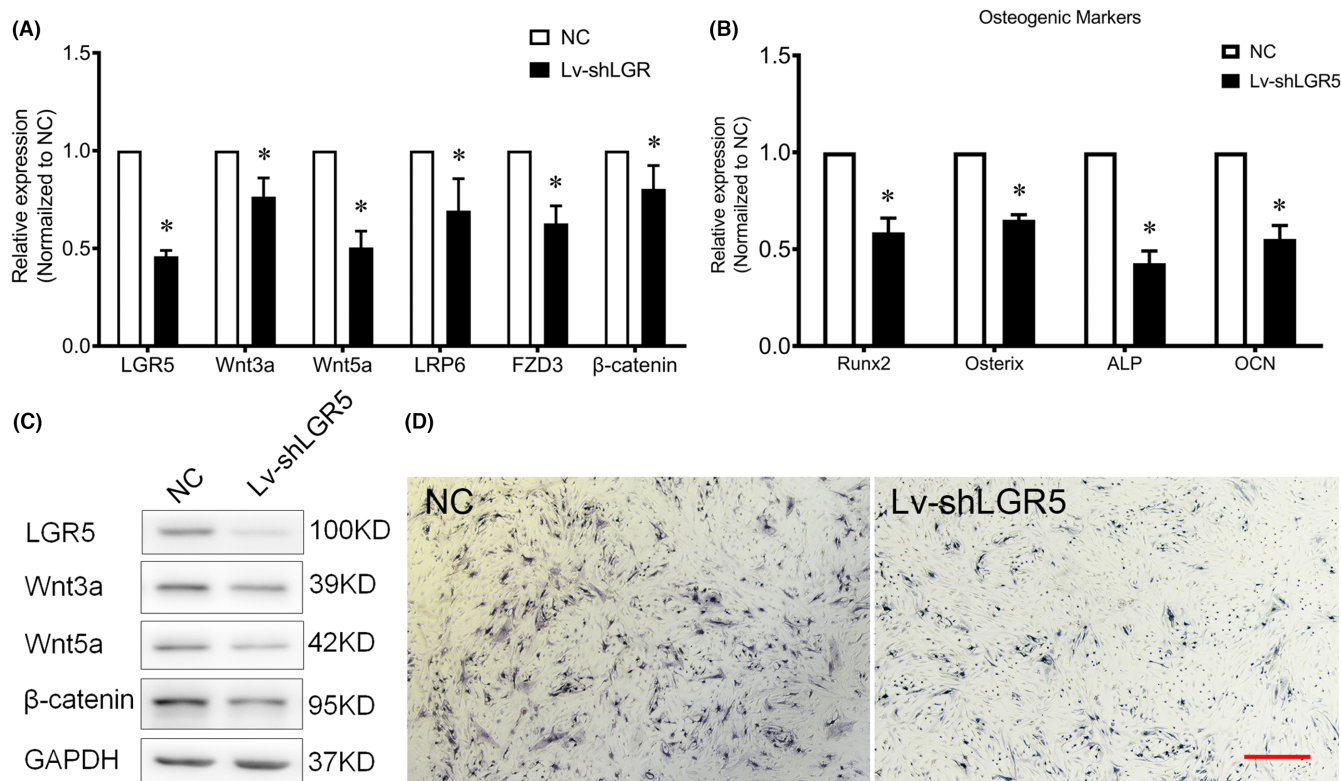 (A)
NC
Lv-shLGR
Relative expression
(Normailzed to NC)
1.5
1.0
0.5
0.0
* * * * * *
LGR5 Wnt3a Wnt5a LRP6 FZD3 β-catenin
(B)
Osteogenic Markers
NC
Lv-shLGR5
Relative expression
(Normailzed to NC)
1.5
1.0
0.5
0.0
* * * *
Runx2 Osterix ALP OCN
(C)
NC Lv-shLGR5
LGR5 100KD
Wnt3a 39KD
Wnt5a 42KD
β-catenin 95KD
GAPDH 37KD
(D)
NC
Lv-shLGR5